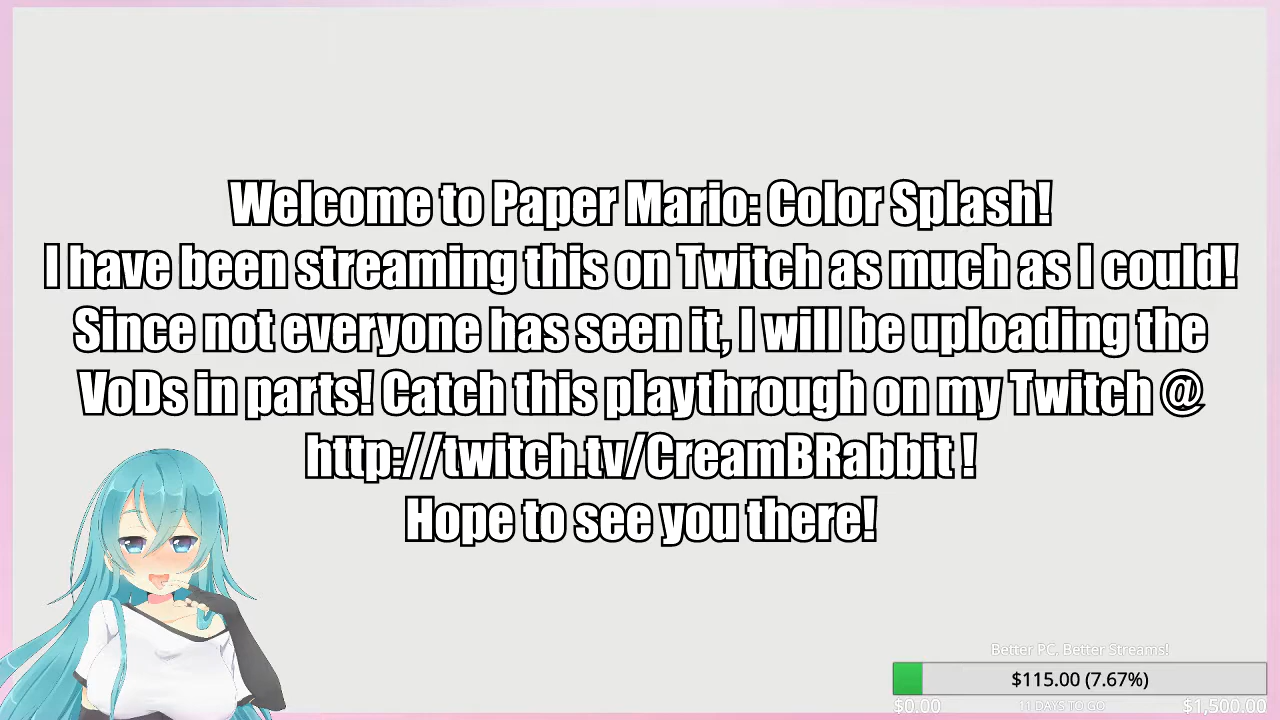 Welcome to Paper Mario: Color Splash!
I have been streaming this on Twitch as much as I could!
Since not everyone has seen it, I will be uploading the
VoDs in parts! Catch this playthrough on my Twitch @
http://twitch.tv/CreamBRabbit !
Hope to see you there!
Better PC, Better Streams!
$115.00 (7.67%)
$0.00 11 DAYS TO GO $1,500.00